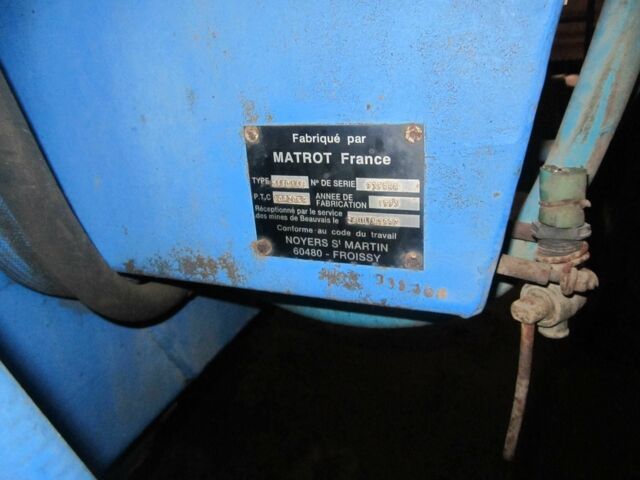 Fabriqué par
MATROT France
TYPE N° DE SERIE
P.T.C ANNEE DE
FABRICATION
Réceptionné par le service
des mines de Beauvais le
Conforme au code du travail
NOYERS St MARTIN
60480 - FROISSY